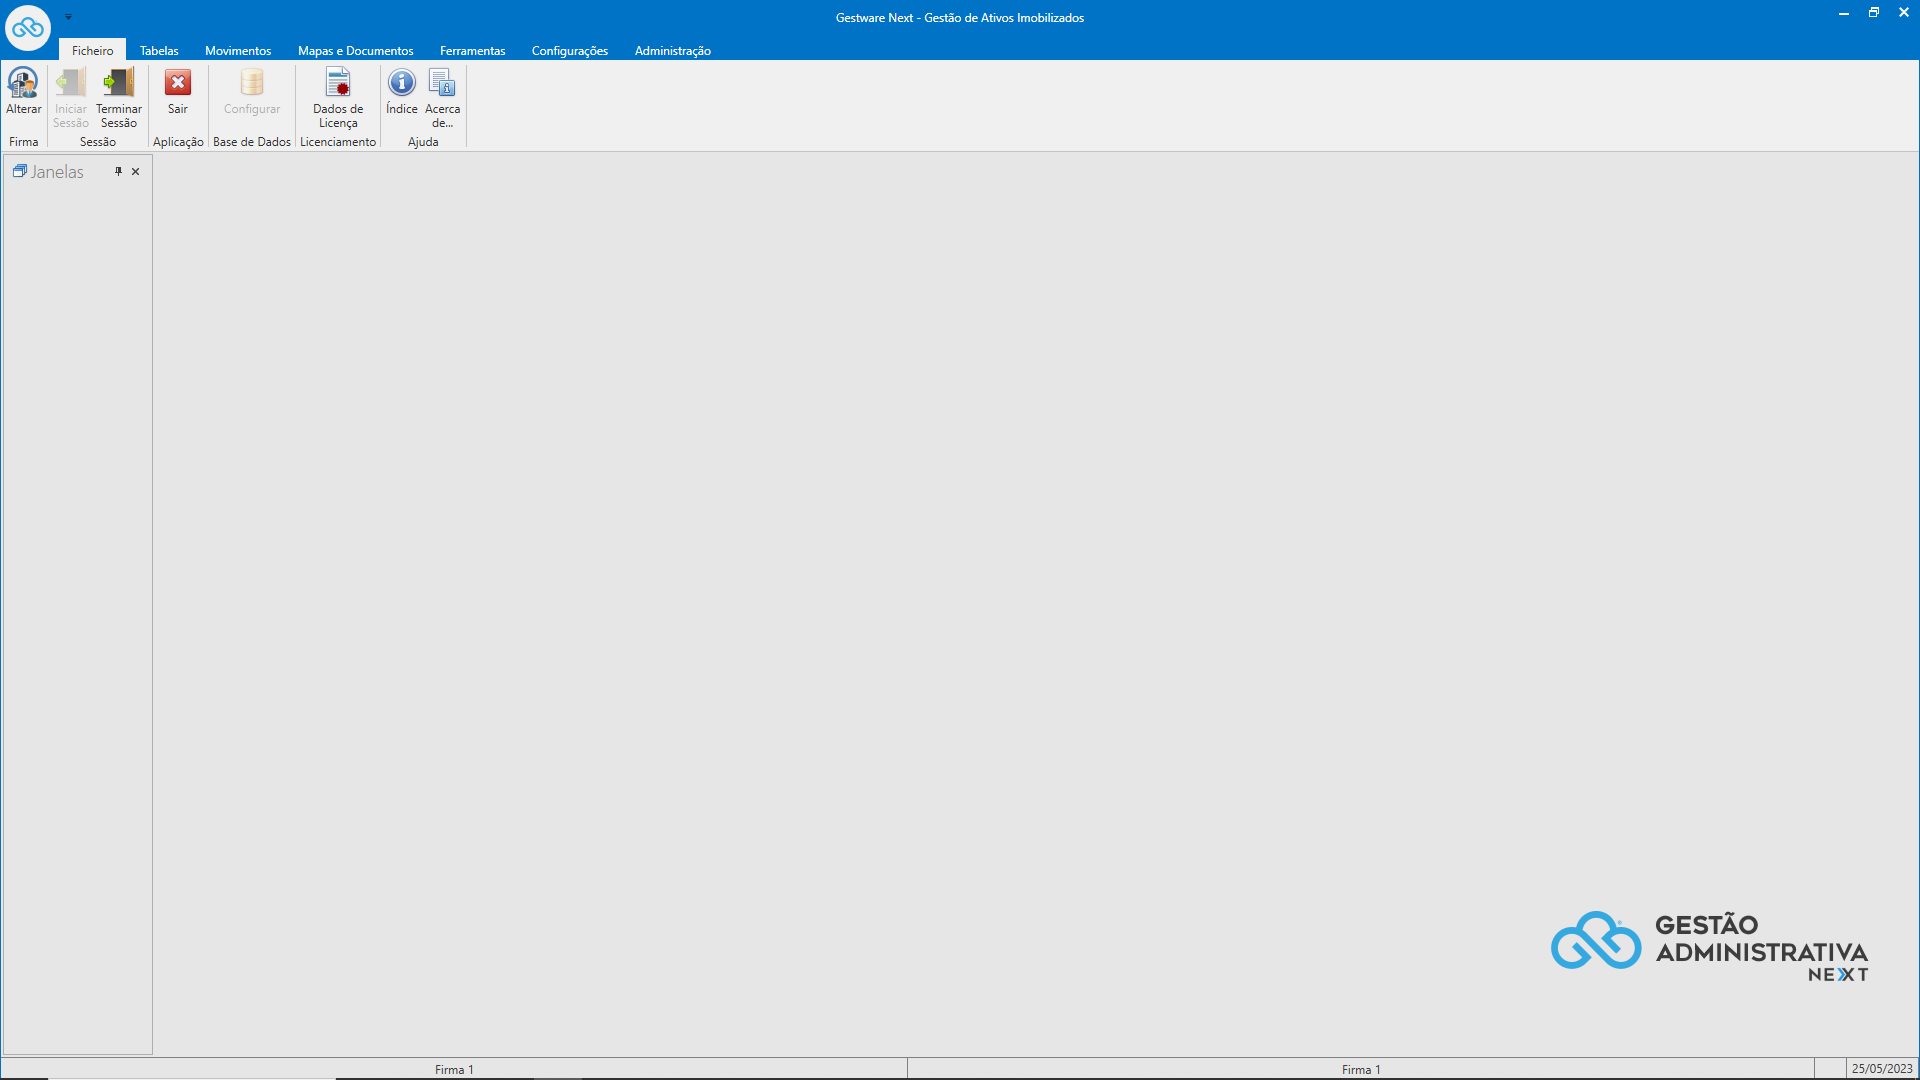 Gestware Next - Gestão de Ativos Imobilizados
Ficheiro Tabelas Movimentos Mapas e Documentos Ferramentas Configurações Administração
Alterar
Iniciar Sessão
Terminar Sessão
Sair
Configurar
Dados de Licença
Índice
Acerca de...
Firma Sessão Aplicação Base de Dados Licenciamento Ajuda
Janelas
GESTÃO
ADMINISTRATIVA
NEXT
Firma 1 Firma 1 25/05/2023